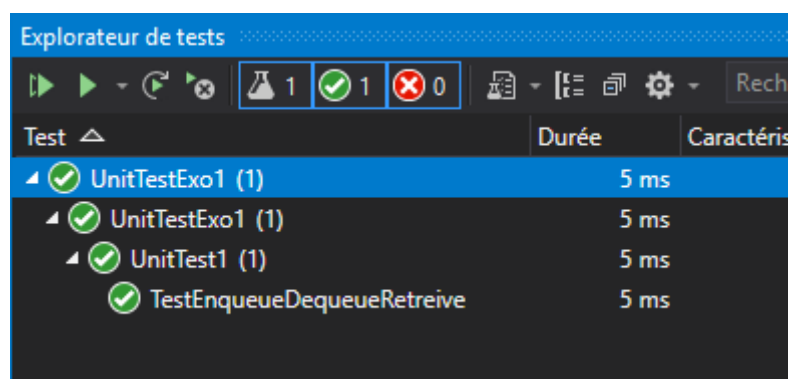 Explorateur de tests
1 1 0 Rech
Test Durée Caractéris
UnitTestExo1 (1) 5 ms
UnitTestExo1 (1) 5 ms
UnitTest1 (1) 5 ms
TestEnqueueDequeueRetreive 5 ms